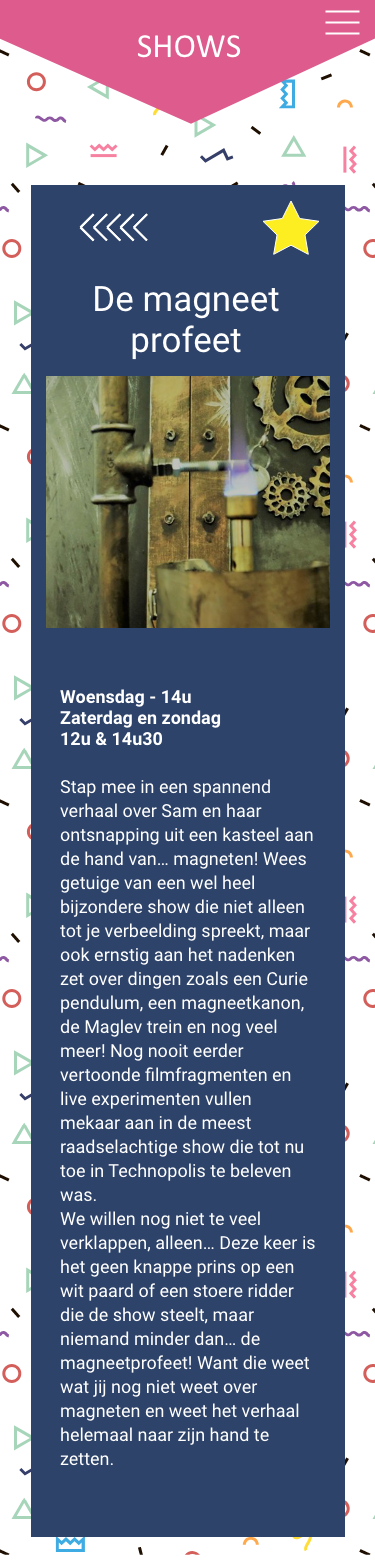 SHOWS
De magneet
profeet
Woensdag - 14u
Zaterdag en zondag
12u & 14u30
Stap mee in een spannend
verhaal over Sam en haar
ontsnapping uit een kasteel aan
de hand van… magneten! Wees
getuige van een wel heel
bijzondere show die niet alleen
tot je verbeelding spreekt, maar
ook ernstig aan het nadenken
zet over dingen zoals een Curie
pendulum, een magneetkanon,
de Maglev trein en nog veel
meer! Nog nooit eerder
vertoonde filmfragmenten en
live experimenten vullen
mekaar aan in de meest
raadselachtige show die tot nu
toe in Technopolis te beleven
was.
We willen nog niet te veel
verklappen, alleen… Deze keer is
het geen knappe prins op een
wit paard of een stoere ridder
die de show steelt, maar
niemand minder dan… de
magneetprofeet! Want die weet
wat jij nog niet weet over
magneten en weet het verhaal
helemaal naar zijn hand te
zetten.